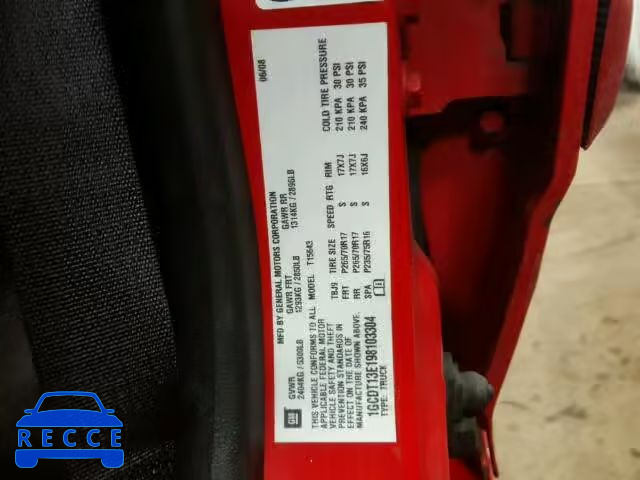 MFD BY GENERAL MOTORS CORPORATION 06/08
GVWR GAWR FRT GAWR RR
2404KG / 5300LB 1293KG / 2850LB 1314KG / 2896LB
THIS VEHICLE CONFORMS TO ALL MODEL T15643
APPLICABLE FEDERAL MOTOR
VEHICLE SAFETY AND THEFT
PREVENTION STANDARDS IN
EFFECT ON THE DATE OF
MANUFACTURE SHOWN ABOVE.
1GCDT13E198103304
TYPE: TRUCK
TBJ9 TIRE SIZE SPEED RTG RIM COLD TIRE PRESSURE
FRT P265/70R17 S 17X7J 210 KPA 30 PSI
RR P265/70R17 S 17X7J 210 KPA 30 PSI
SPA P235/75R16 S 16X6J 240 KPA 35 PSI
GM
RECCE